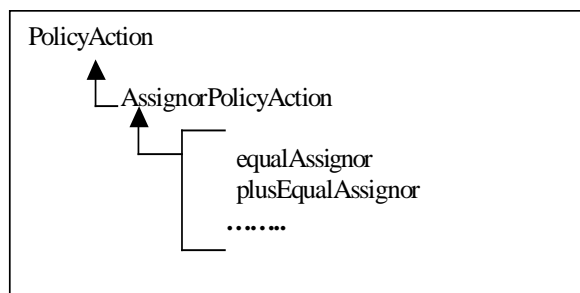 PolicyAction
AssignorPolicyAction
equalAssignor
plusEqualAssignor
……..